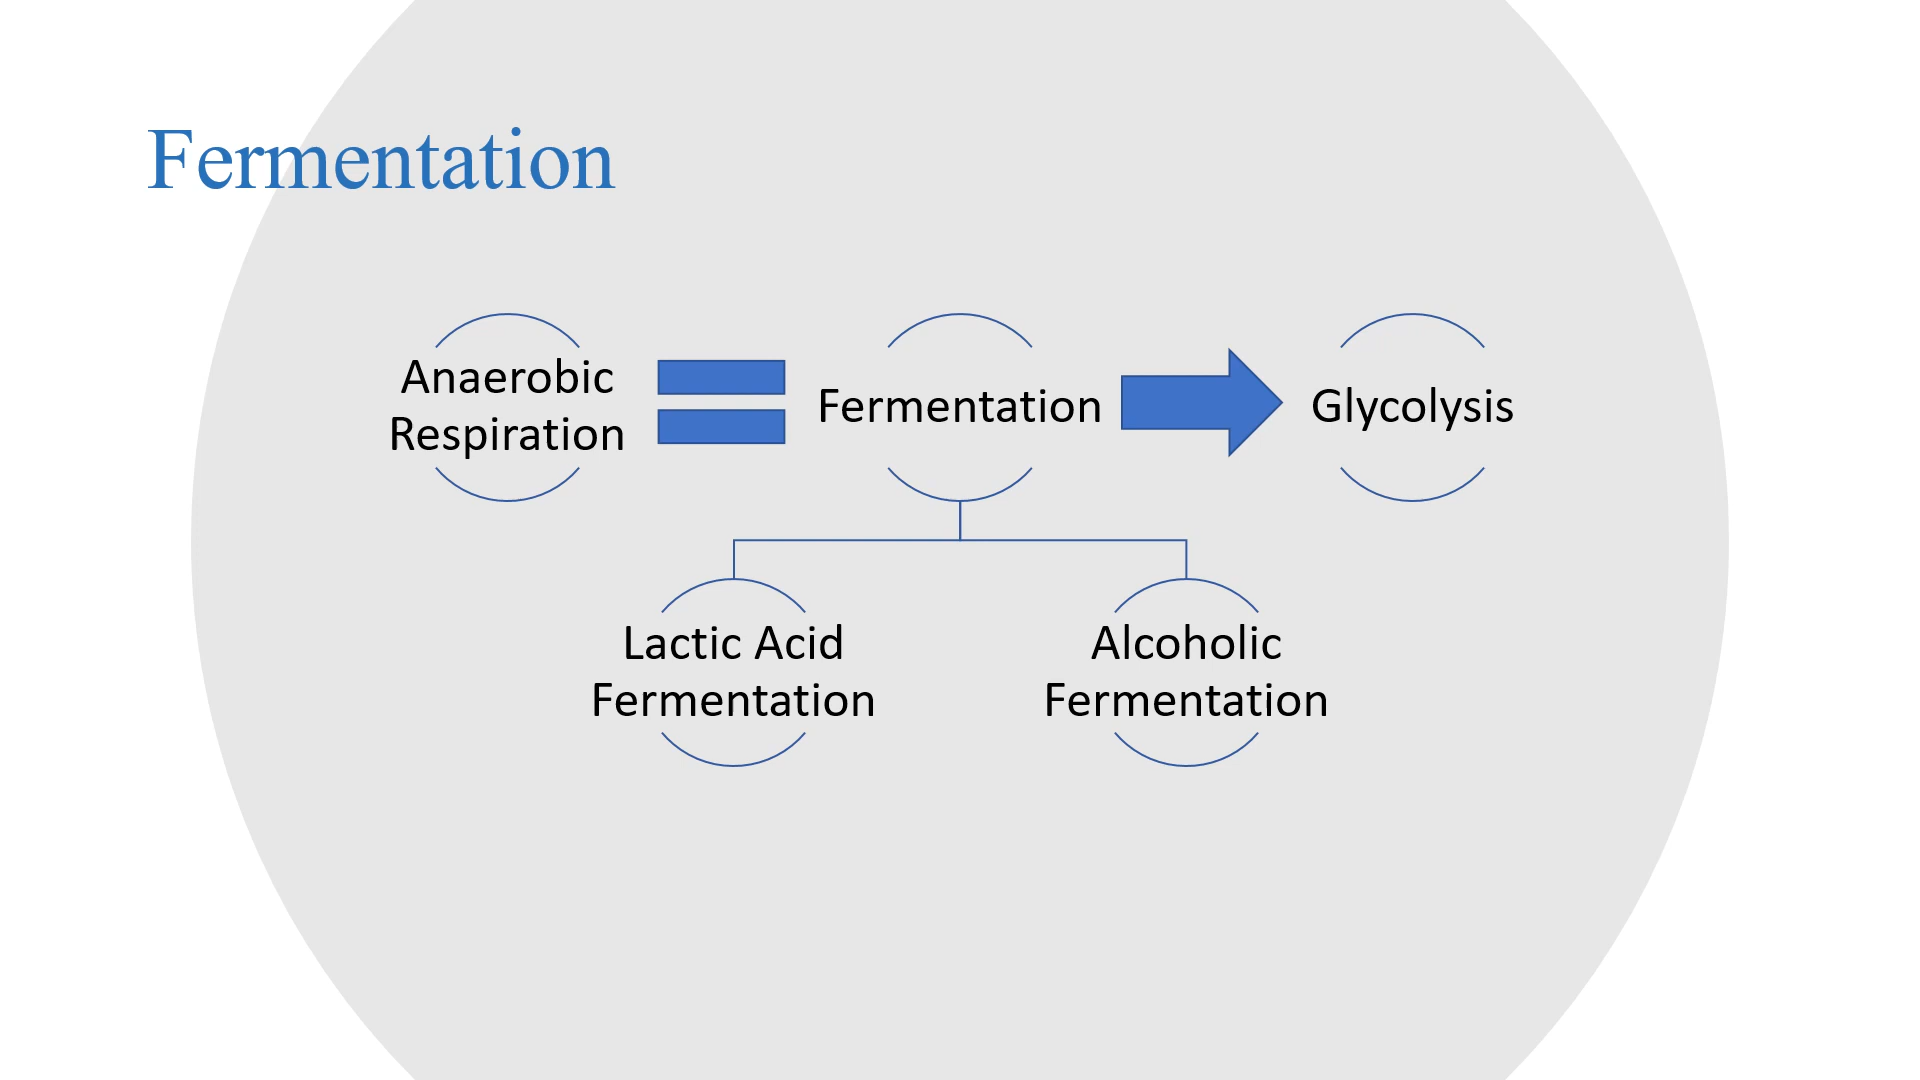 Fermentation
Anaerobic
Respiration
Fermentation
Glycolysis
Lactic Acid
Fermentation
Alcoholic
Fermentation